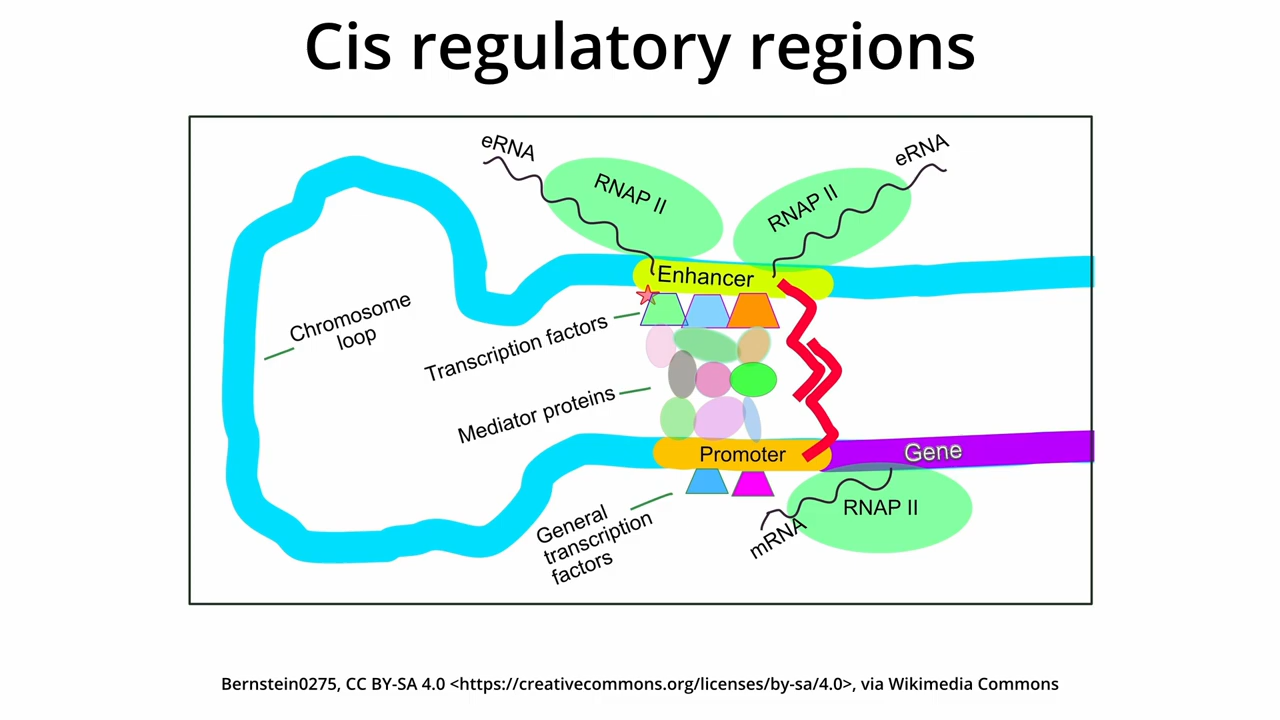 Cis regulatory regions
eRNA
eRNA
RNAP II
RNAP II
Enhancer
Chromosome
loop
Transcription factors
Mediator proteins
Promoter
Gene
General
transcription
factors
RNAP II
mRNA
Bernstein0275, CC BY-SA 4.0 <https://creativecommons.org/licenses/by-sa/4.0>, via Wikimedia Commons